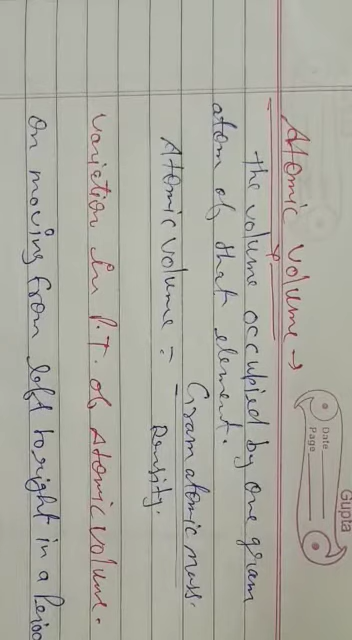 Gupta
Date
Page
Atomic volume →
the volume occupied by one gram
atom of that element.
Atomic volume = Gram atomic mass.
Density.
Variation In P.T. of Atomic volume.
On moving from left to right in a Perio